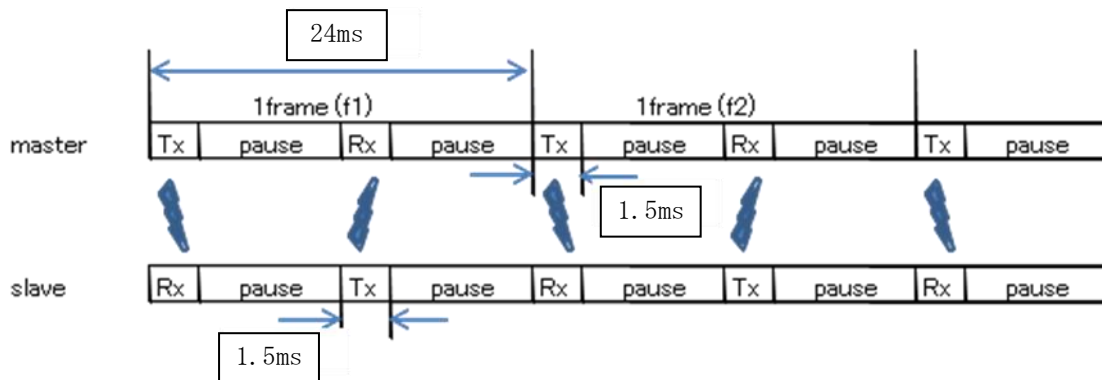 24ms
1frame(f1) 1frame(f2)
master Tx pause Rx pause Tx pause Rx pause Tx pause
1.5ms
slave Rx pause Tx pause Rx pause Tx pause Rx pause
1.5ms